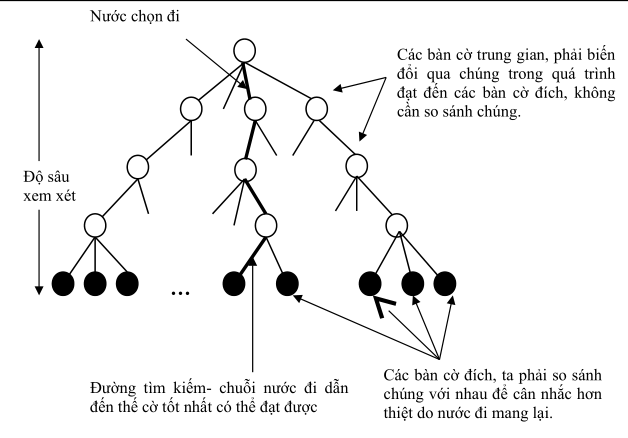 Nước chọn đi
Các bàn cờ trung gian, phải biến
đổi qua chúng trong quá trình
đạt đến các bàn cờ đích, không
cần so sánh chúng.
Độ sâu
xem xét
...
Đường tìm kiếm- chuỗi nước đi dẫn
đến thế cờ tốt nhất có thể đạt được
Các bàn cờ đích, ta phải so sánh
chúng với nhau để cân nhắc hơn
thiệt do nước đi mang lại.